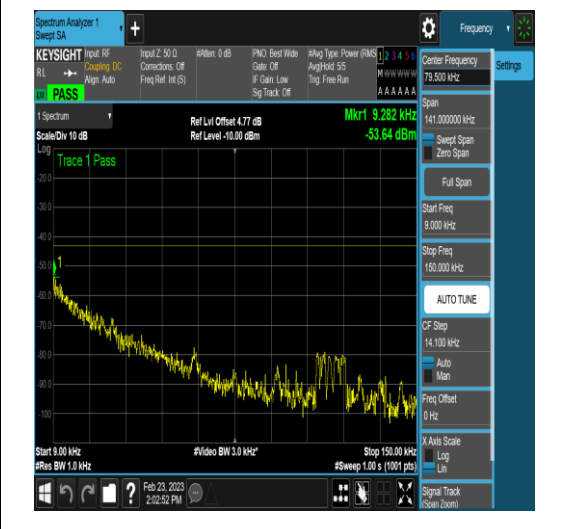 Spectrum Analyzer 1
Swept SA
+
Frequency
Settings
KEYSIGHT
RL
Input: RF
Coupling: DC
Align: Auto
Input Z: 50 Ω
Corrections: Off
Freq Ref: Int (S)
#Atten: 0 dB
PNO: Best Wide
Gate: Off
IF Gain: Low
Sig Track: Off
#Avg Type: Power (RMS
Avg|Hold: 5/5
Trig: Free Run
1 2 3 4 5 6
M w w w w w
A A A A A A
PASS
1 Spectrum
Scale/Div 10 dB
Ref Lvl Offset 4.77 dB
Ref Level -10.00 dBm
Mkr1 9.282 kHz
-53.64 dBm
Log
Trace 1 Pass
-20.0
-30.0
-40.0
-50.0
-60.0
-70.0
-80.0
-90.0
-100
1
Start 9.00 kHz
#Res BW 1.0 kHz
#Video BW 3.0 kHz*
Stop 150.00 kHz
#Sweep 1.00 s (1001 pts)
Center Frequency
79.500 kHz
Span
141.000000 kHz
Swept Span
Zero Span
Full Span
Start Freq
9.000 kHz
Stop Freq
150.000 kHz
AUTO TUNE
CF Step
14.100 kHz
Auto
Man
Freq Offset
0 Hz
X Axis Scale
Log
Lin
Signal Track
(Span Zoom)
?
Feb 23, 2023
2:02:52 PM